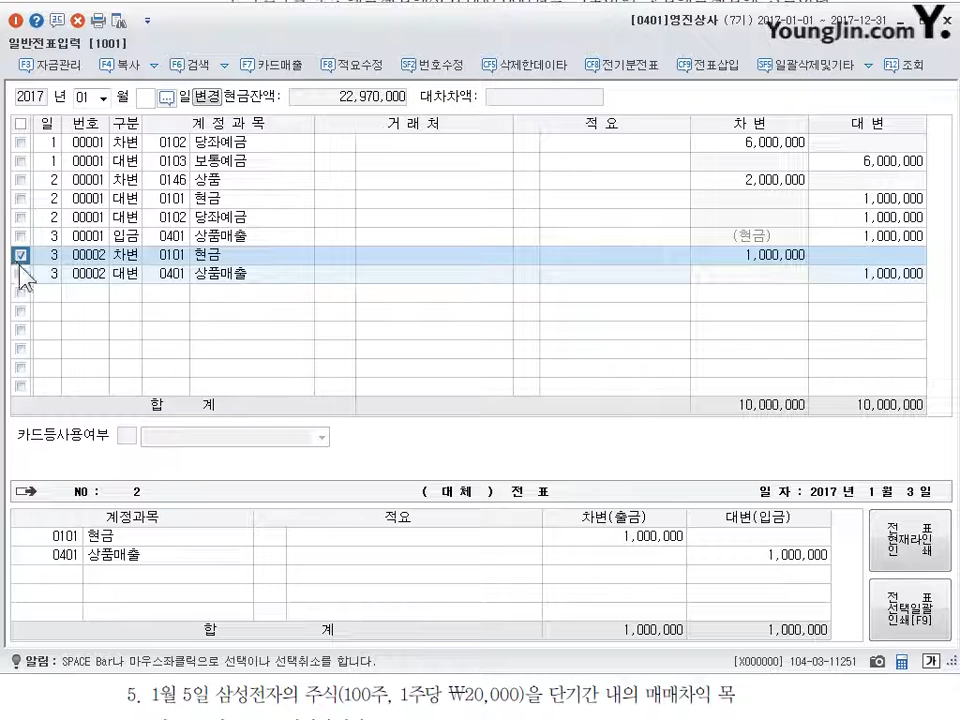 [0401]영진상사 (7기) 2017-01-01 ~ 2017-12-31
YoungJin.com Y.
일반전표입력 [1001]
F3 자금관리 F4 복사 F6 검색 F7 카드매출 F8 적요수정 SF2 번호수정 CF5 삭제한데이타 CF8 전기분전표 CF9 전표삽입 SF5 일괄삭제및기타 F12 조회
2017 년 01 월 일 변경 현금잔액: 22,970,000 대차차액:
일 번호 구분 계 정 과 목 거 래 처 적 요 차 변 대 변
1 00001 차변 0102 당좌예금 6,000,000
1 00001 대변 0103 보통예금 6,000,000
2 00001 차변 0146 상품 2,000,000
2 00001 대변 0101 현금 1,000,000
2 00001 대변 0102 당좌예금 1,000,000
3 00001 입금 0401 상품매출 (현금) 1,000,000
3 00002 차변 0101 현금 1,000,000
3 00002 대변 0401 상품매출 1,000,000
합 계 10,000,000 10,000,000
카드등사용여부
NO : 2 ( 대 체 ) 전 표 일 자 : 2017 년 1 월 3 일
계정과목 적요 차변(출금) 대변(입금)
0101 현금 1,000,000
0401 상품매출 1,000,000
합 계 1,000,000 1,000,000
전 표
현재라인
인 쇄
전 표
선택일괄
인쇄[F9]
알림 : SPACE Bar나 마우스좌클릭으로 선택이나 선택취소를 합니다. [X000000] 104-03-11251 가
5. 1월 5일 삼성전자의 주식(100주, 1주당 ₩20,000)을 단기간 내의 매매차익 목